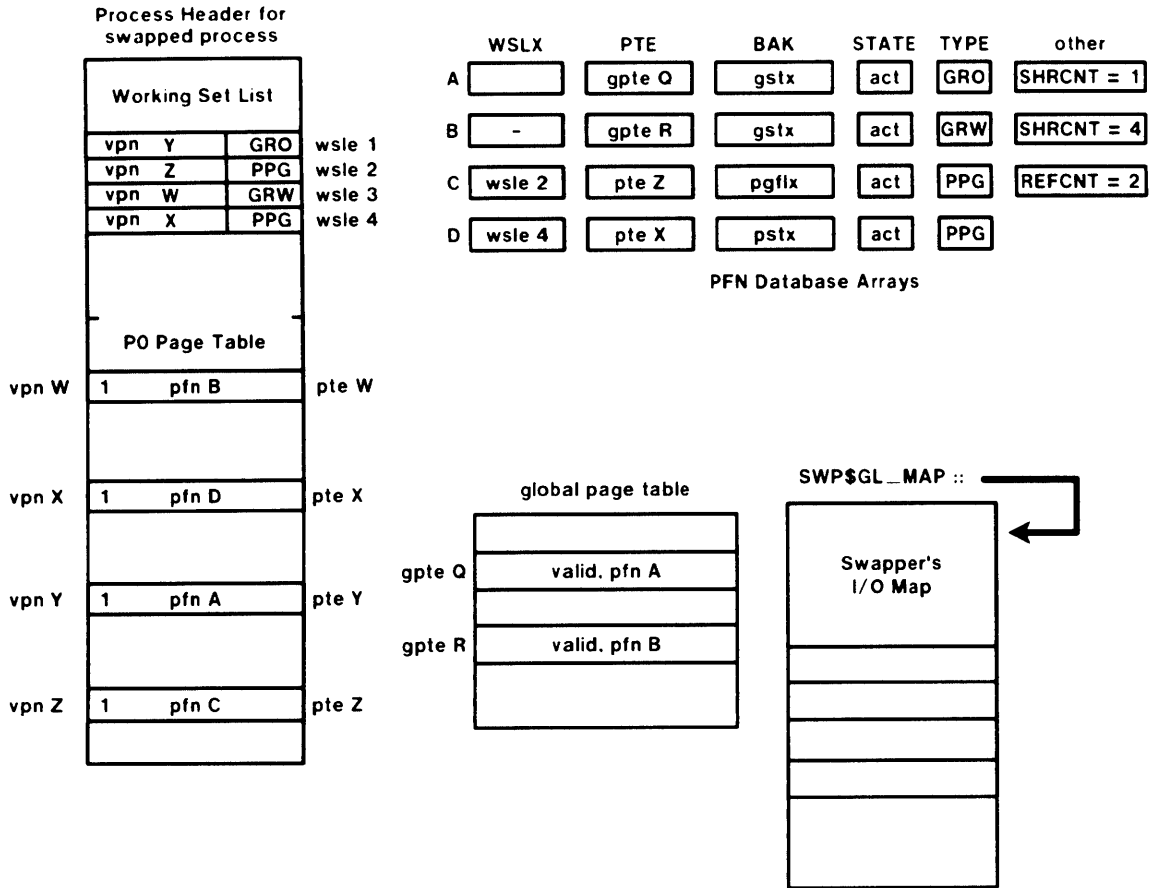 Process Header for
swapped process
Working Set List
vpn Y GRO wsle 1
vpn Z PPG wsle 2
vpn W GRW wsle 3
vpn X PPG wsle 4
P0 Page Table
vpn W 1 pfn B pte W
vpn X 1 pfn D pte X
vpn Y 1 pfn A pte Y
vpn Z 1 pfn C pte Z
WSLX PTE BAK STATE TYPE other
A gpte Q gstx act GRO SHRCNT = 1
B - gpte R gstx act GRW SHRCNT = 4
C wsle 2 pte Z pgflx act PPG REFCNT = 2
D wsle 4 pte X pstx act PPG
PFN Database Arrays
global page table
gpte Q valid, pfn A
gpte R valid, pfn B
SWP$GL_MAP ::
Swapper's
I/O Map